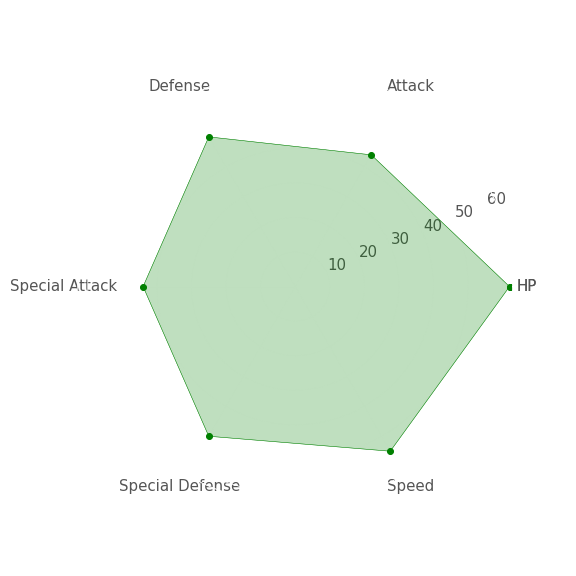 Defense
Attack
60
50
40
30
20
10
Special Attack
HP
Special Defense
Speed